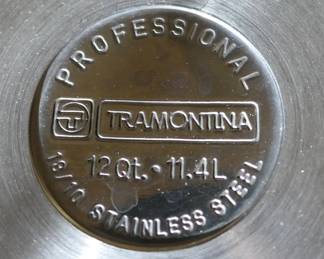 PROFESSIONAL
TRAMONTINA
12 Qt. • 11.4L
18/10 STAINLESS STEEL